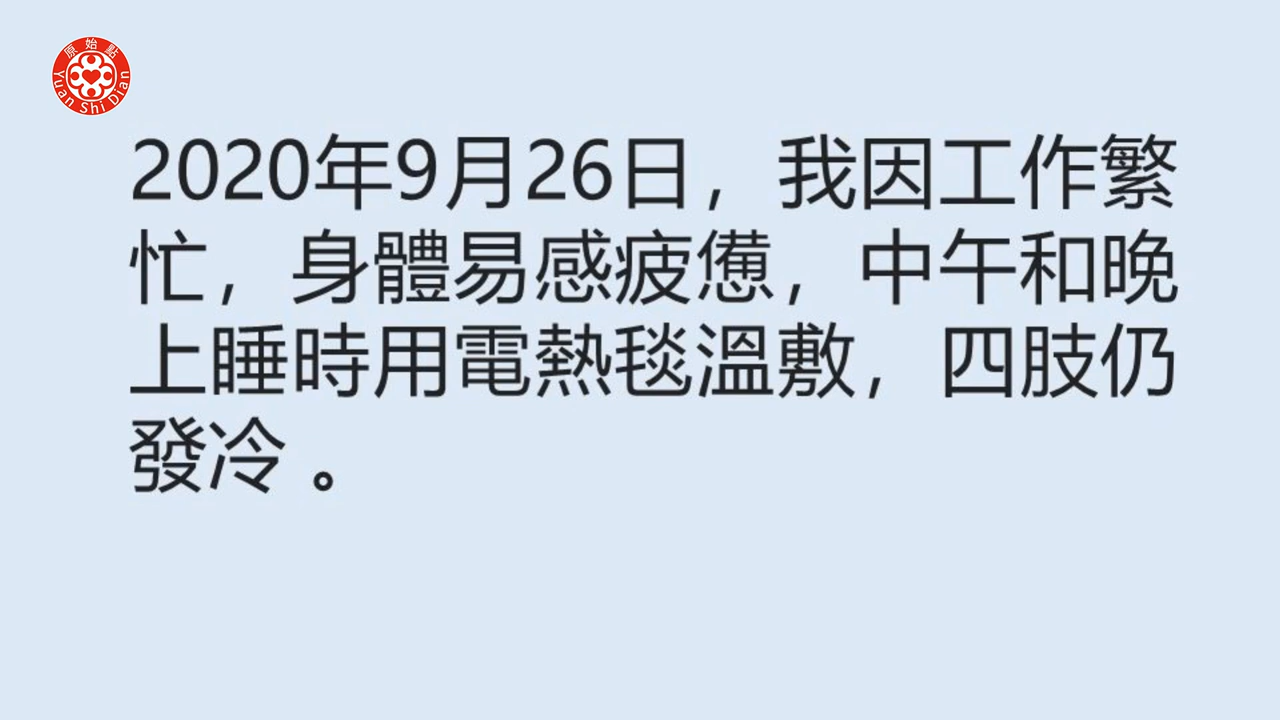 原始點
Yuan Shi Dian
2020年9月26日，我因工作繁
忙，身體易感疲憊，中午和晚
上睡時用電熱毯溫敷，四肢仍
發冷 。